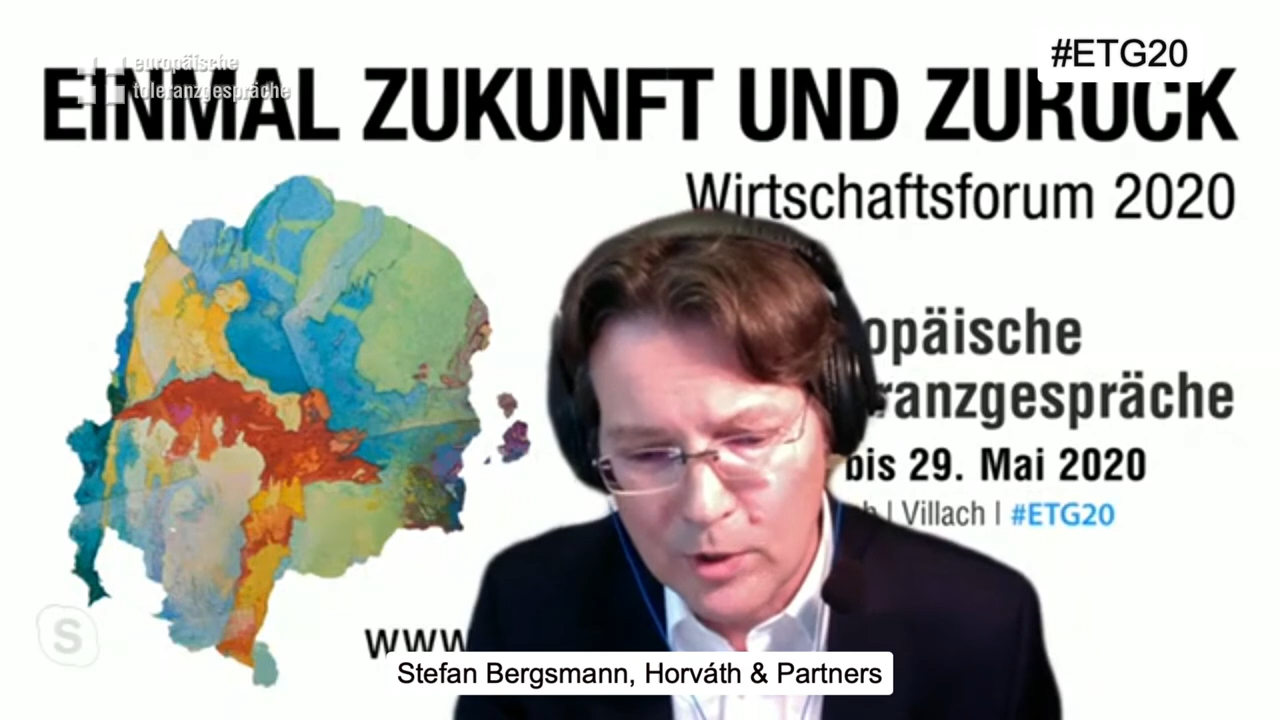 #ETG20
europäische
toleranzgespräche
EINMAL ZUKUNFT UND ZURÜCK
Wirtschaftsforum 2020
opäische
ranzgespräche
bis 29. Mai 2020
h | Villach | #ETG20
S
www
Stefan Bergsmann, Horváth & Partners